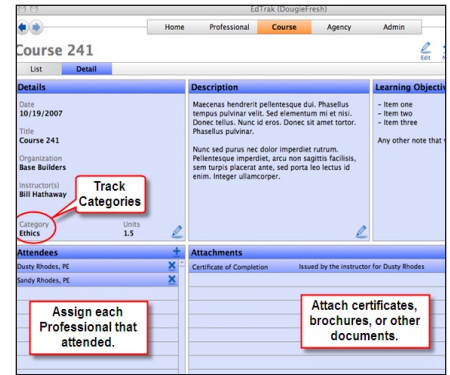 EdTrak (DougieFresh)
Home Professional Course Agency Admin
Course 241
Edit
List Detail
Details
Date
10/19/2007
Title
Course 241
Organization
Base Builders
Instructor(s)
Bill Hathaway
Category Units
Ethics 1.5
Track
Categories
Description
Maecenas hendrerit pellentesque dui. Phasellus
tempus pulvinar velit. Sed elementum mi et nisi.
Donec tellus. Nunc id eros. Donec sit amet tortor.
Phasellus pulvinar.
Nunc sed purus nec dolor imperdiet rutrum.
Pellentesque imperdiet, arcu non sagittis facilisis,
sem turpis placerat ante, sed porta leo lectus id
enim. Integer ullamcorper.
Learning Objectiv
- Item one
- Item two
- Item three
Any other note that
Attendees
Dusty Rhodes, PE
Sandy Rhodes, PE
Assign each
Professional that
attended.
Attachments
Certificate of Completion Issued by the instructor for Dusty Rhodes
Attach certificates,
brochures, or other
documents.